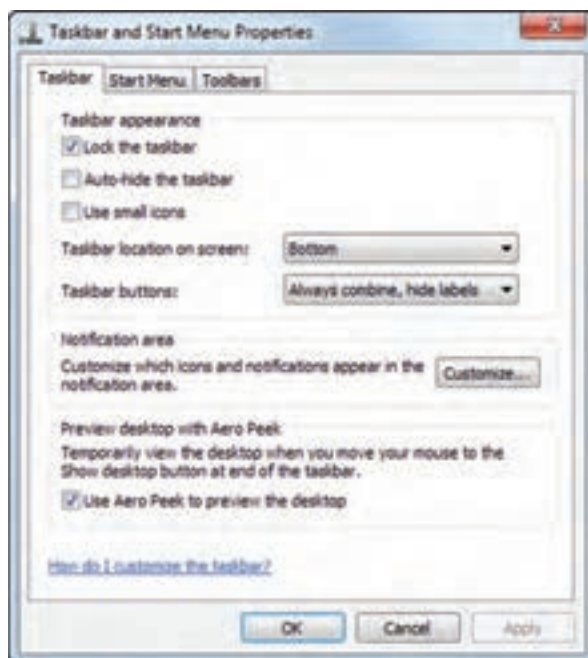 Taskbar and Start Menu Properties
Taskbar Start Menu Toolbars
Taskbar appearance
Lock the taskbar
Auto-hide the taskbar
Use small icons
Taskbar location on screen: Bottom
Taskbar buttons: Always combine, hide labels
Notification area
Customize which icons and notifications appear in the
notification area.
Customize...
Preview desktop with Aero Peek
Temporarily view the desktop when you move your mouse to the
Show desktop button at end of the taskbar.
Use Aero Peek to preview the desktop
How do I customize the taskbar?
OK Cancel Apply